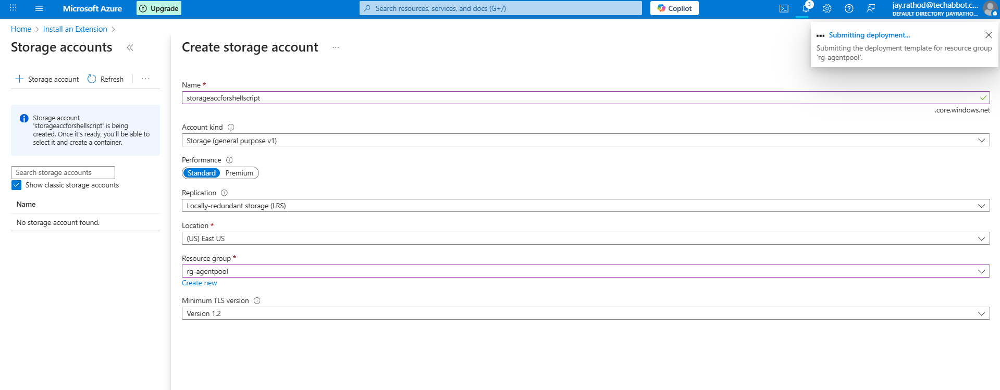 Microsoft Azure
Upgrade
Search resources, services, and docs (G+/)
Copilot
3
jay.rathod@techabbot.c...
DEFAULT DIRECTORY (JAYRATHO...
Home > Install an Extension >
Storage accounts
Storage account
Refresh
Storage account
'storageaccforshellscript' is being
created. Once it's ready, you'll be able to
select it and create a container.
Search storage accounts
Show classic storage accounts
Name
No storage account found.
Create storage account
Submitting deployment...
Submitting the deployment template for resource group
'rg-agentpool'.
Name *
storageaccforshellscript
.core.windows.net
Account kind
Storage (general purpose v1)
Performance
Standard Premium
Replication
Locally-redundant storage (LRS)
Location *
(US) East US
Resource group *
rg-agentpool
Create new
Minimum TLS version
Version 1.2